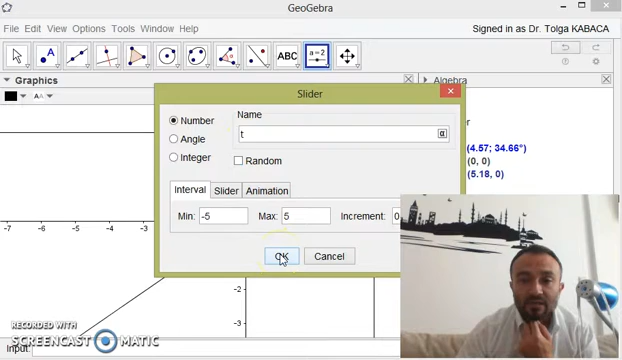 GeoGebra
File Edit View Options Tools Window Help
Signed in as Dr. Tolga KABACA
ABC
a=2
Graphics
Algebra
AA
Slider
Number
Angle
Integer
Name
t
α
Random
Interval Slider Animation
Min: -5 Max: 5 Increment: 0
OK Cancel
(4.57; 34.66°)
(0, 0)
(5.18, 0)
-7 -6 -5 -4 -3
-2
-3
RECORDED WITH
SCREENCAST MATIC
Input: